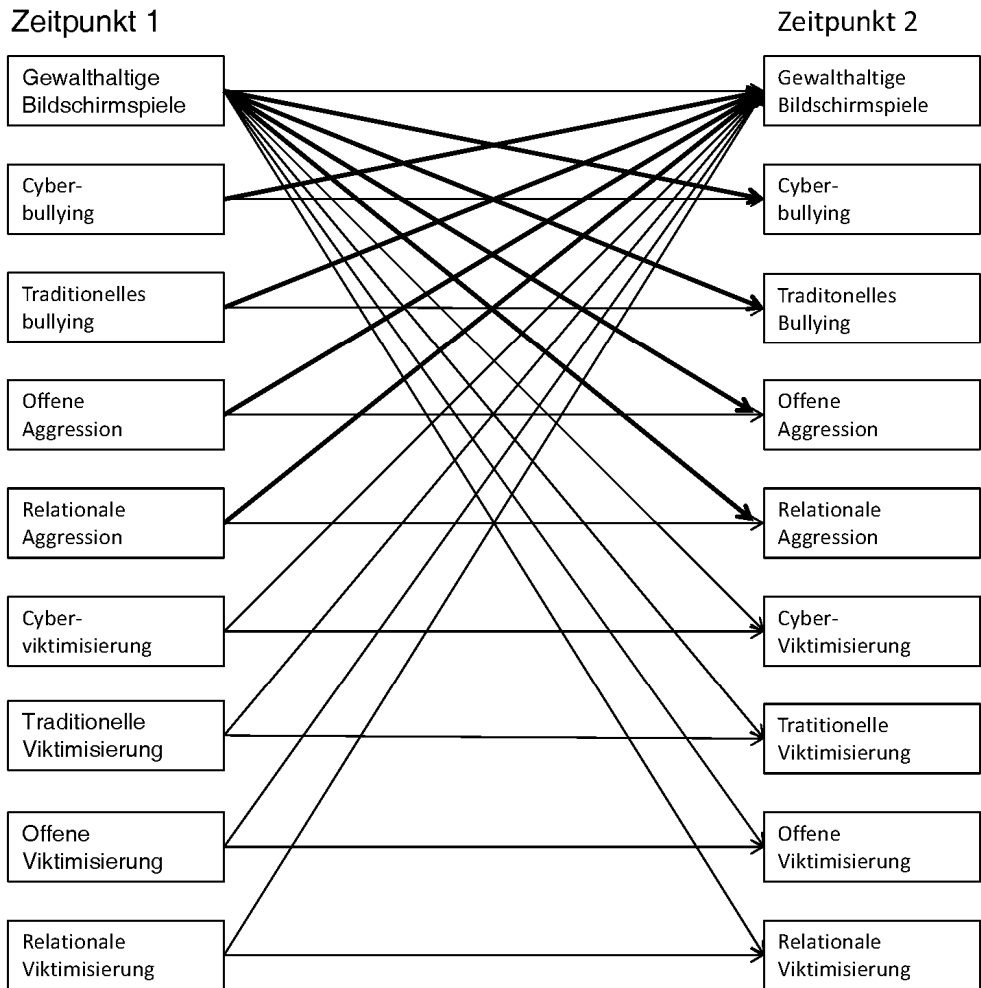 Zeitpunkt 1
Gewalthaltige
Bildschirmspiele
Cyber-
bullying
Traditionelles
bullying
Offene
Aggression
Relationale
Aggression
Cyber-
viktimisierung
Traditionelle
Viktimisierung
Offene
Viktimisierung
Relationale
Viktimisierung
Zeitpunkt 2
Gewalthaltige
Bildschirmspiele
Cyber-
bullying
Traditonelles
Bullying
Offene
Aggression
Relationale
Aggression
Cyber-
Viktimisierung
Tratitionelle
Viktimisierung
Offene
Viktimisierung
Relationale
Viktimisierung